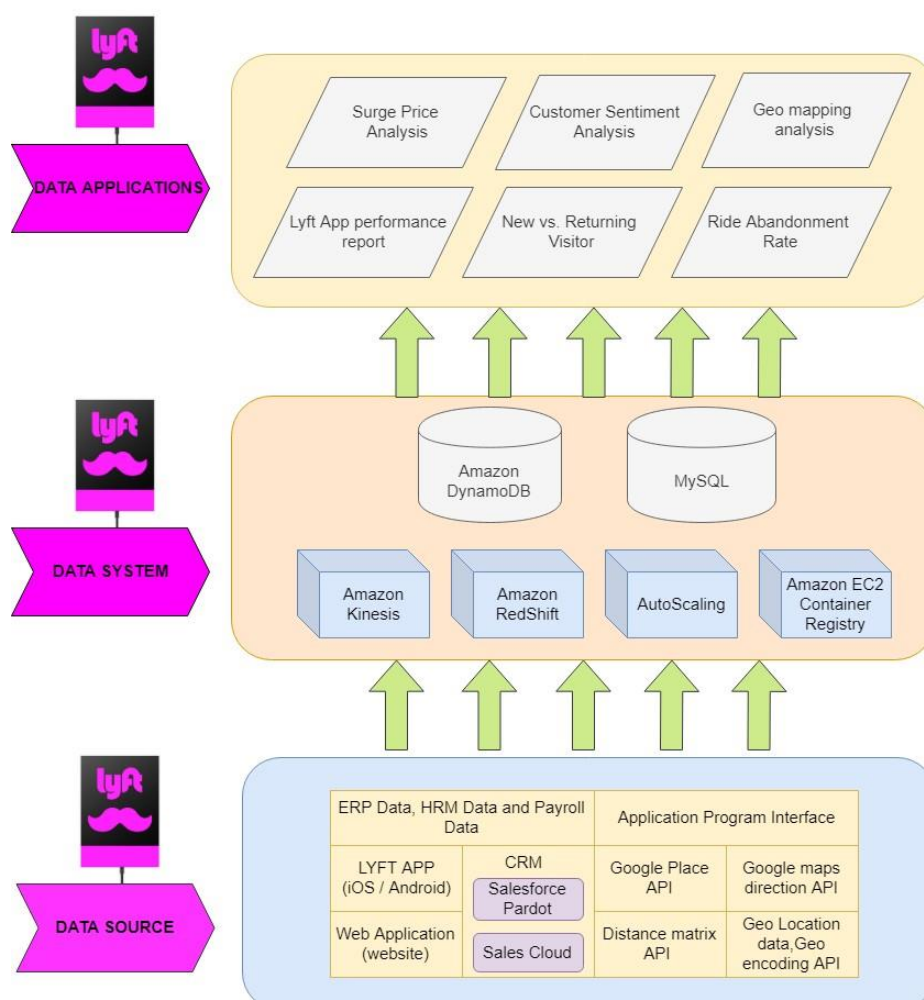 lyft
Surge Price
Analysis
Customer Sentiment
Analysis
Geo mapping
analysis
DATA APPLICATIONS
Lyft App performance
report
New vs. Returning
Visitor
Ride Abandonment
Rate
lyft
Amazon
DynamoDB
MySQL
DATA SYSTEM
Amazon
Kinesis
Amazon
RedShift
AutoScaling
Amazon EC2
Container
Registry
lyft
ERP Data, HRM Data and Payroll
Data
Application Program Interface
LYFT APP
(iOS / Android)
CRM
Salesforce
Pardot
Google Place
API
Google maps
direction API
DATA SOURCE
Web Application
(website)
Sales Cloud
Distance matrix
API
Geo Location
data,Geo
encoding API